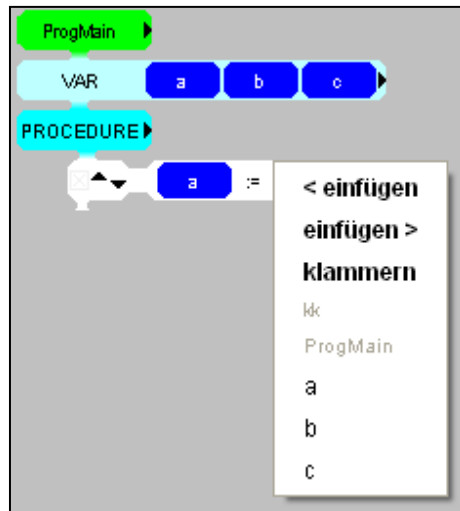 ProgMain
VAR a b c
PROCEDURE
a :=
< einfügen
einfügen >
klammern
kk
ProgMain
a
b
c